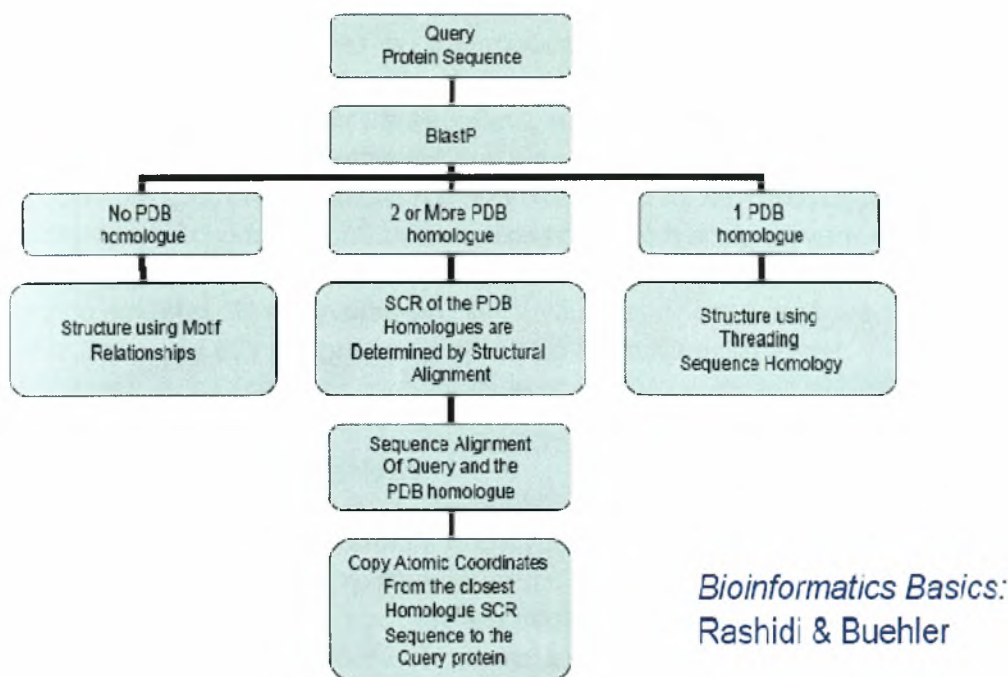 Query
Protein Sequence
BlastP
No PDB
homologue
2 or More PDB
homologue
1 PDB
homologue
Structure using Motif
Relationships
SCR of the PDB
Homologues are
Determined by Structural
Alignment
Structure using
Threading
Sequence Homology
Sequence Alignment
Of Query and the
PDB homologue
Copy Atomic Coordinates
From the closest
Homologue SCR
Sequence to the
Query protein
Bioinformatics Basics:
Rashidi & Buehler